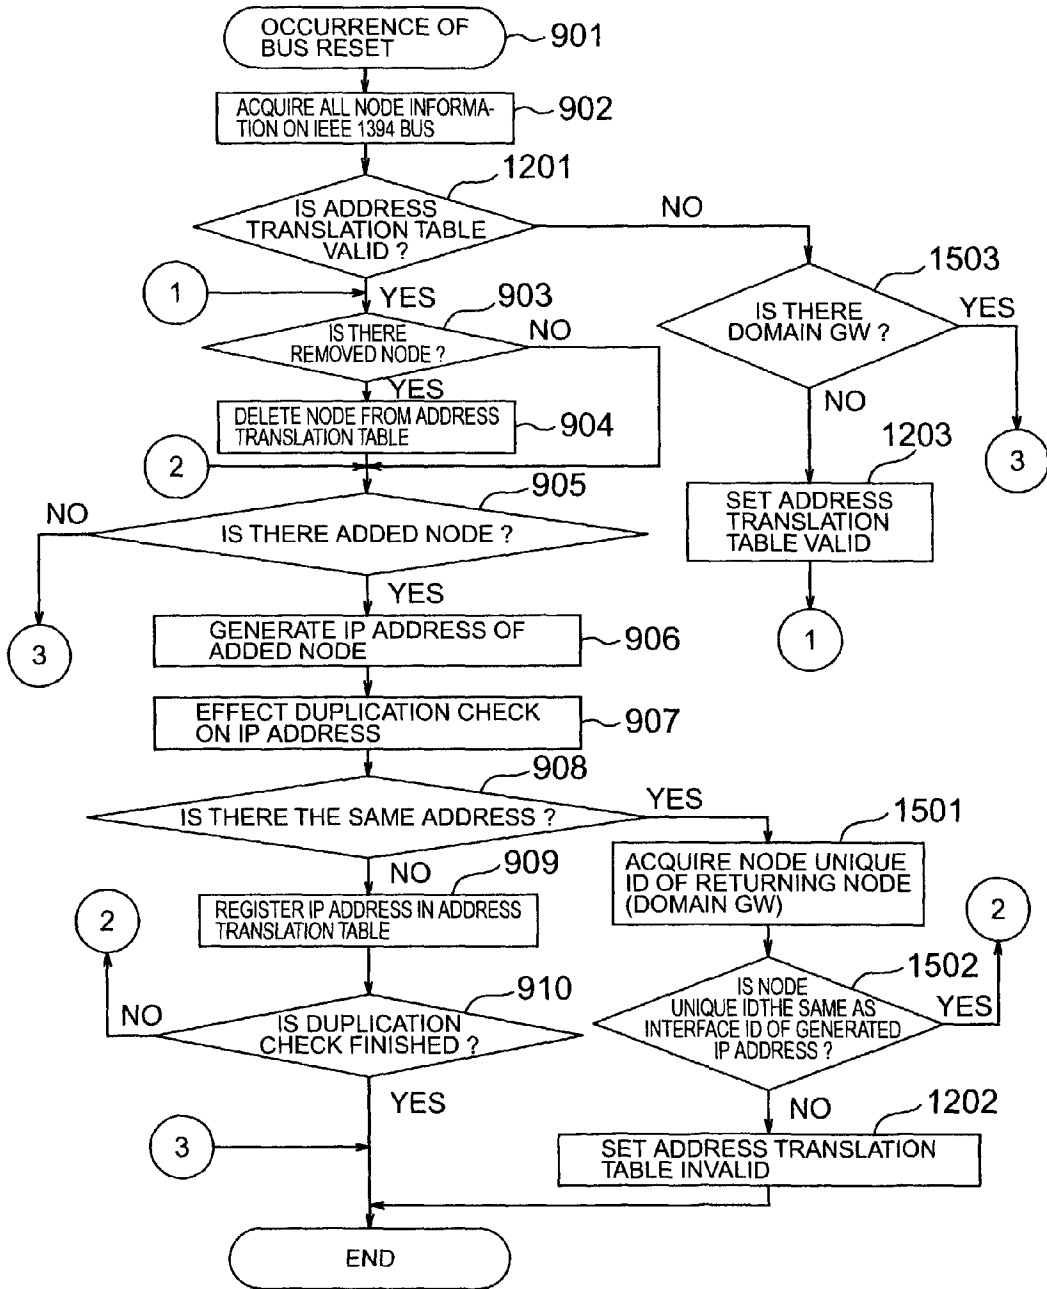 OCCURRENCE OF
BUS RESET
901
ACQUIRE ALL NODE INFORMA-
TION ON IEEE 1394 BUS
902
1201
IS ADDRESS
TRANSLATION TABLE
VALID ?
NO
1503
1
YES
903
IS THERE
REMOVED NODE ?
NO
IS THERE
DOMAIN GW ?
YES
YES
NO
DELETE NODE FROM ADDRESS
TRANSLATION TABLE
904
1203
3
2
905
NO
IS THERE ADDED NODE ?
SET ADDRESS
TRANSLATION
TABLE VALID
YES
3
GENERATE IP ADDRESS OF
ADDED NODE
906
1
EFFECT DUPLICATION CHECK
ON IP ADDRESS
907
908
IS THERE THE SAME ADDRESS ?
YES
1501
NO
909
ACQUIRE NODE UNIQUE
ID OF RETURNING NODE
(DOMAIN GW)
2
REGISTER IP ADDRESS IN ADDRESS
TRANSLATION TABLE
2
910
1502
NO
IS DUPLICATION
CHECK FINISHED ?
IS NODE
UNIQUE IDTHE SAME AS
INTERFACE ID OF GENERATED
IP ADDRESS ?
YES
YES
NO
1202
3
SET ADDRESS TRANSLATION
TABLE INVALID
END